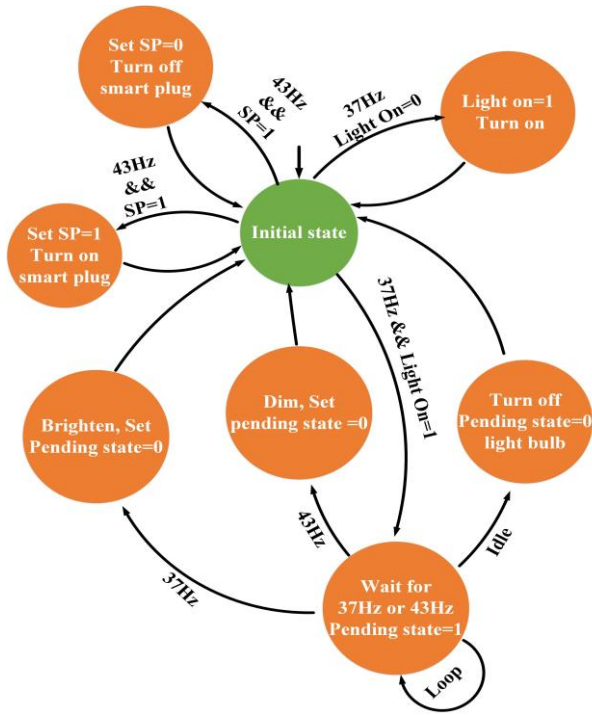 Set SP=0
Turn off
smart plug
43Hz
&&
SP=1
37Hz
Light On=0
Light on=1
Turn on
43Hz
&&
SP=1
Set SP=1
Turn on
smart plug
Initial state
37Hz && Light On=1
Brighten, Set
Pending state=0
Dim, Set
pending state =0
Turn off
Pending state=0
light bulb
43Hz
Idle
37Hz
Wait for
37Hz or 43Hz
Pending state=1
Loop